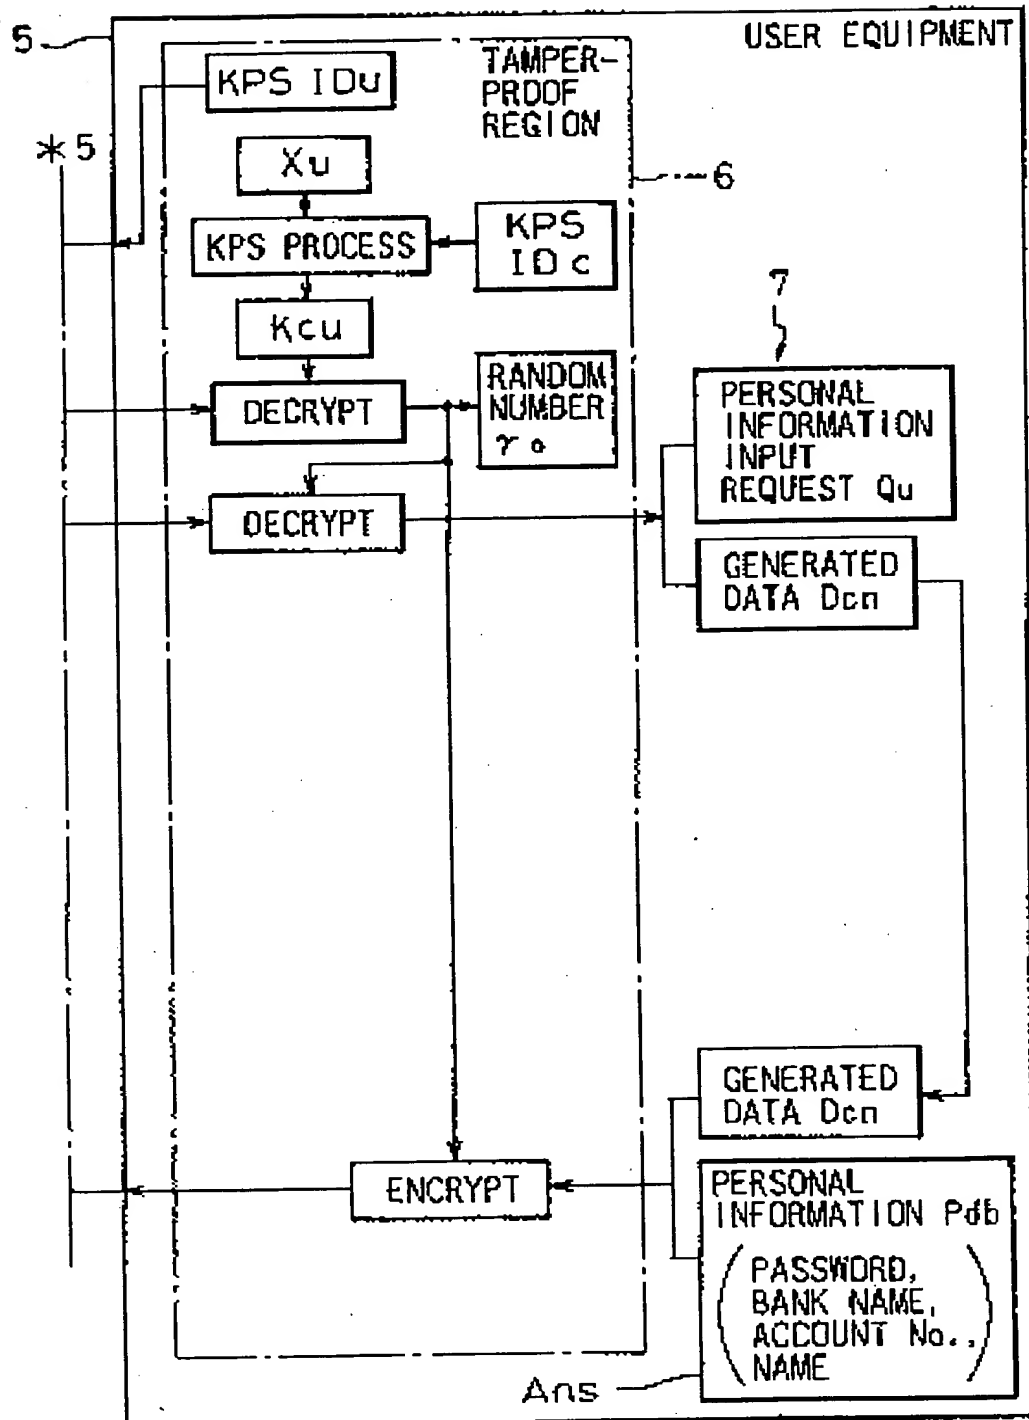 5
USER EQUIPMENT
TAMPER-
PROOF
REGION
KPS IDu
*5
Xu
6
KPS PROCESS
KPS
IDc
Kcu
7
DECRYPT
RANDOM
NUMBER
PERSONAL
INFORMATION
INPUT
REQUEST Qu
DECRYPT
GENERATED
DATA Dcn
GENERATED
DATA Dcn
ENCRYPT
PERSONAL
INFORMATION Pdb
(PASSWORD,
BANK NAME,
ACCOUNT No.,
NAME)
Ans